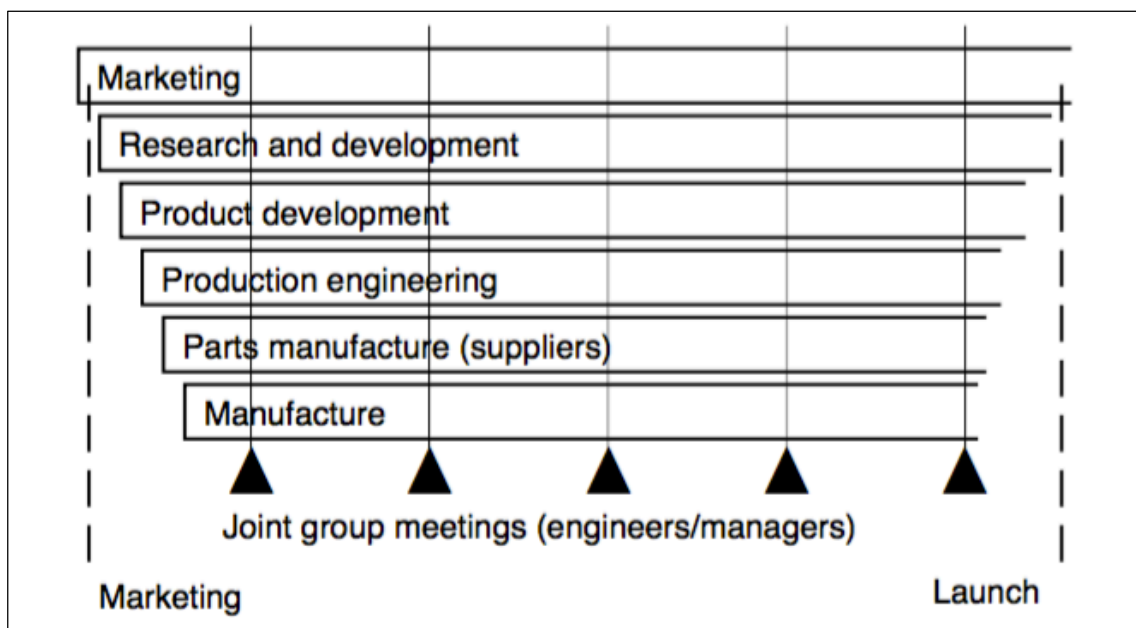 Marketing
Research and development
Product development
Production engineering
Parts manufacture (suppliers)
Manufacture
Joint group meetings (engineers/managers)
Marketing
Launch